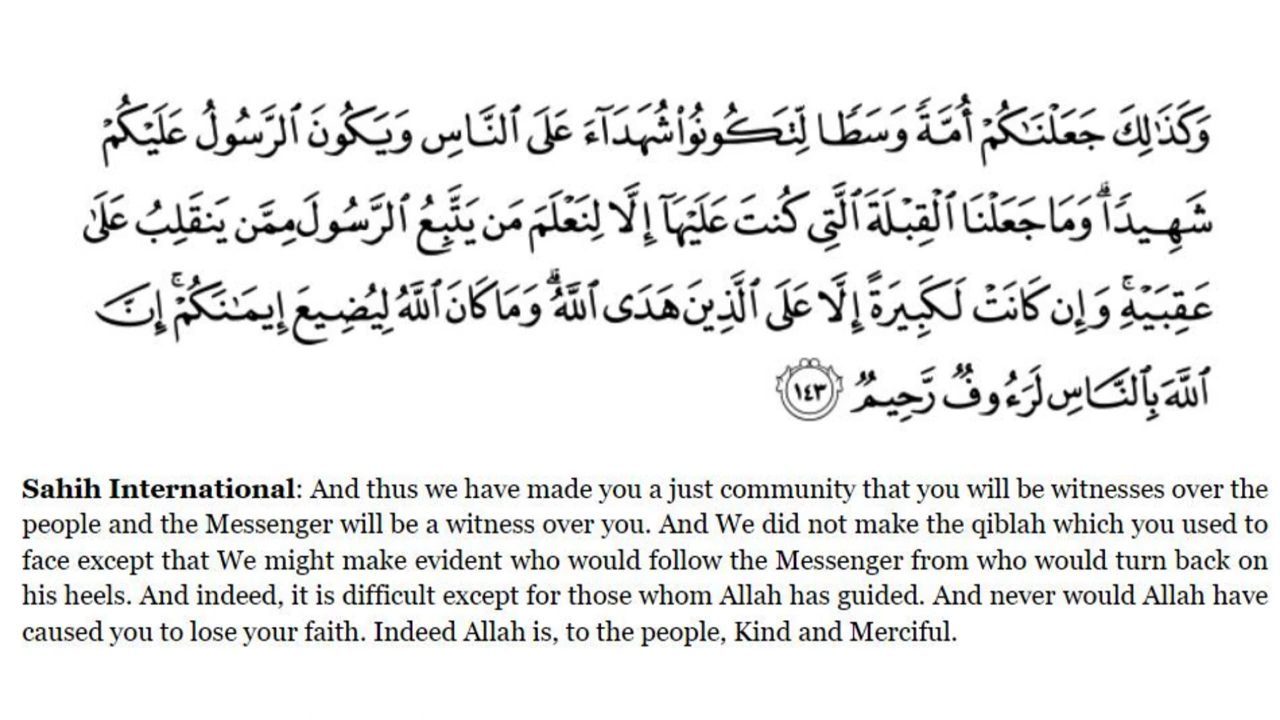 وَكَذَٰلِكَ جَعَلْنَـٰكُمْ أُمَّةً وَسَطًا لِّتَكُونُوا۟ شُهَدَآءَ عَلَى ٱلنَّاسِ وَيَكُونَ ٱلرَّسُولُ عَلَيْكُمْ
شَهِيدًا ۗ وَمَا جَعَلْنَا ٱلْقِبْلَةَ ٱلَّتِى كُنتَ عَلَيْهَآ إِلَّا لِنَعْلَمَ مَن يَتَّبِعُ ٱلرَّسُولَ مِمَّن يَنقَلِبُ عَلَىٰ
عَقِبَيْهِ ۚ وَإِن كَانَتْ لَكَبِيرَةً إِلَّا عَلَى ٱلَّذِينَ هَدَى ٱللَّهُ ۗ وَمَا كَانَ ٱللَّهُ لِيُضِيعَ إِيمَـٰنَكُمْ ۚ إِنَّ
ٱللَّهَ بِٱلنَّاسِ لَرَءُوفٌ رَّحِيمٌ ١٤٣
Sahih International: And thus we have made you a just community that you will be witnesses over the
people and the Messenger will be a witness over you. And We did not make the qiblah which you used to
face except that We might make evident who would follow the Messenger from who would turn back on
his heels. And indeed, it is difficult except for those whom Allah has guided. And never would Allah have
caused you to lose your faith. Indeed Allah is, to the people, Kind and Merciful.